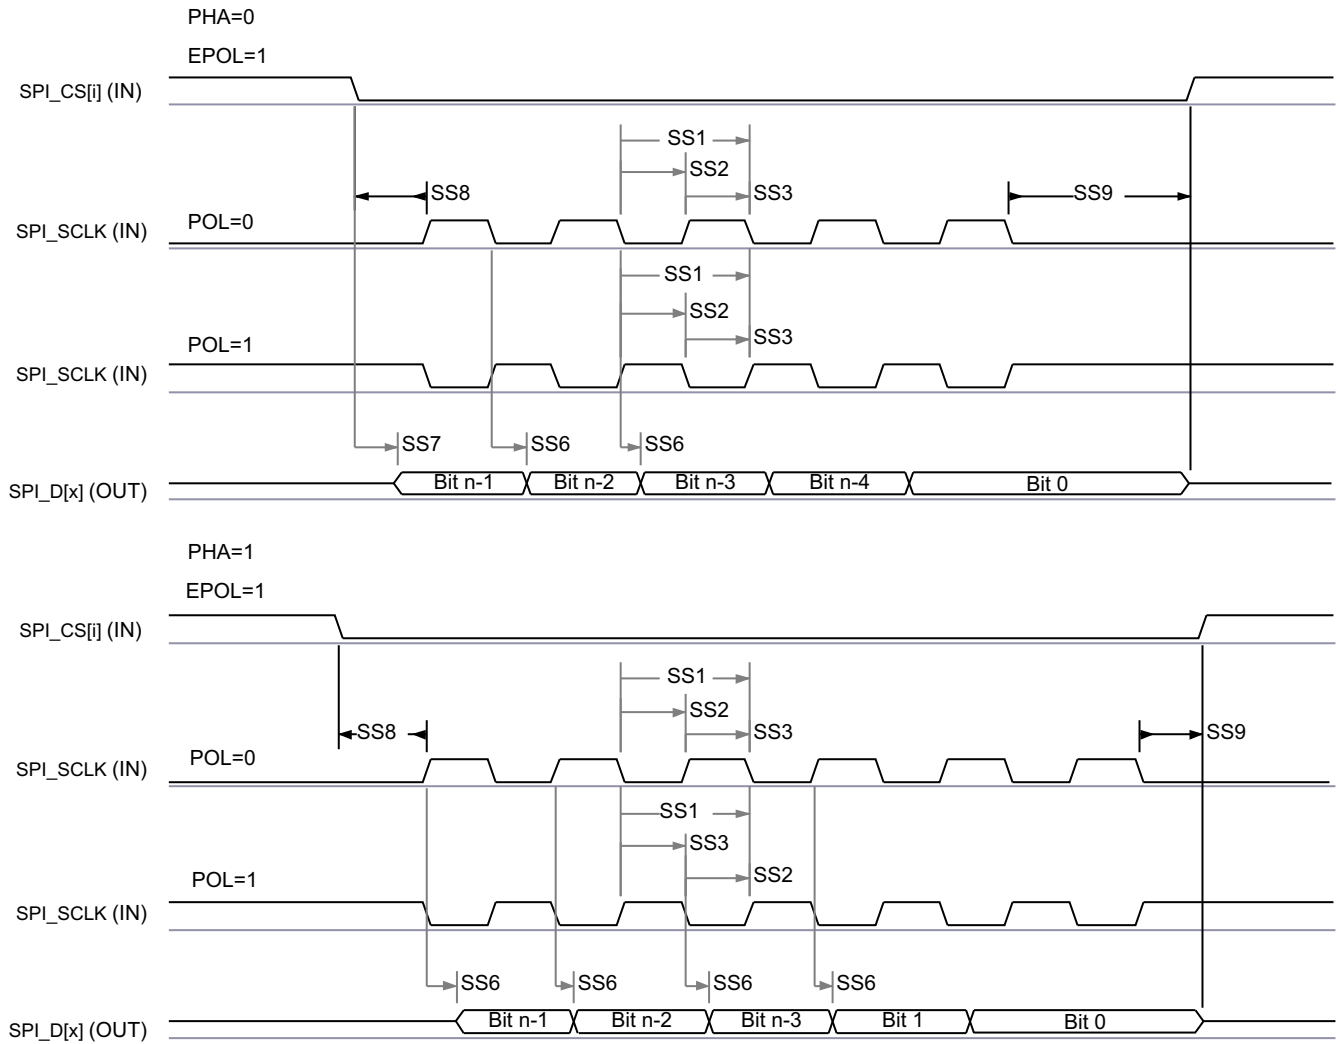 PHA=0
EPOL=1
SPI_CS[i] (IN)
SS1
SS2
SS8
SS3
SS9
POL=0
SPI_SCLK (IN)
SS1
SS2
SS3
POL=1
SPI_SCLK (IN)
SS7
SS6
SS6
SPI_D[x] (OUT)
Bit n-1
Bit n-2
Bit n-3
Bit n-4
Bit 0
PHA=1
EPOL=1
SPI_CS[i] (IN)
SS1
SS2
SS8
SS3
SS9
POL=0
SPI_SCLK (IN)
SS1
SS3
SS2
POL=1
SPI_SCLK (IN)
SS6
SS6
SS6
SS6
SPI_D[x] (OUT)
Bit n-1
Bit n-2
Bit n-3
Bit 1
Bit 0